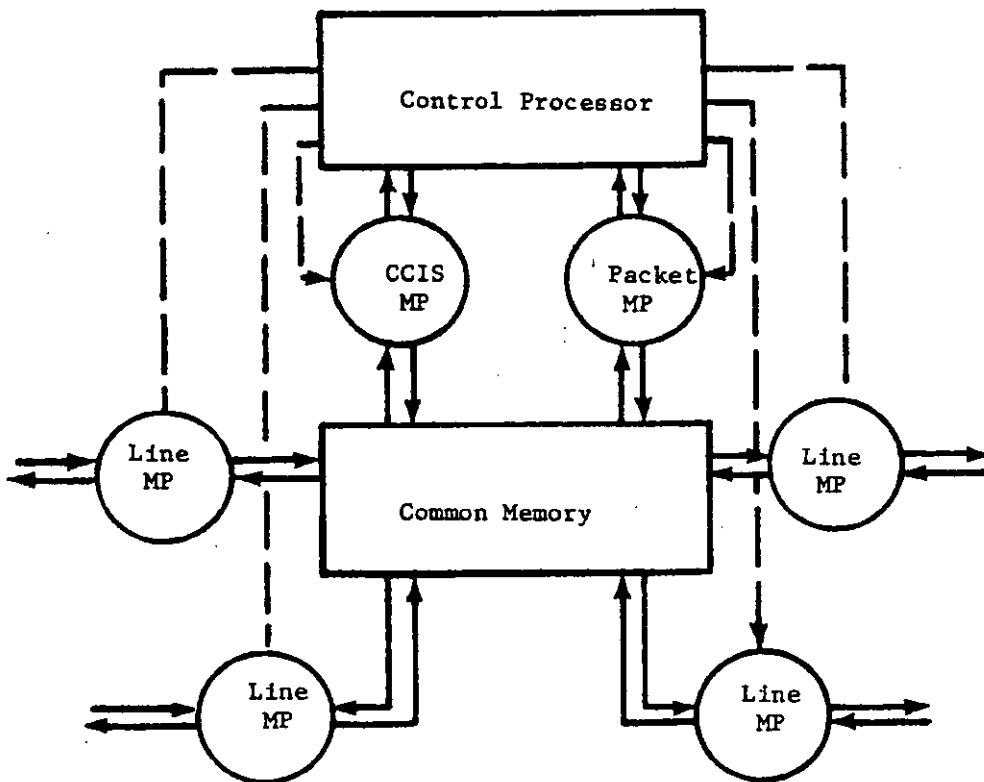 Control Processor
CCIS
MP
Packet
MP
Line
MP
Line
MP
Common Memory
Line
MP
Line
MP